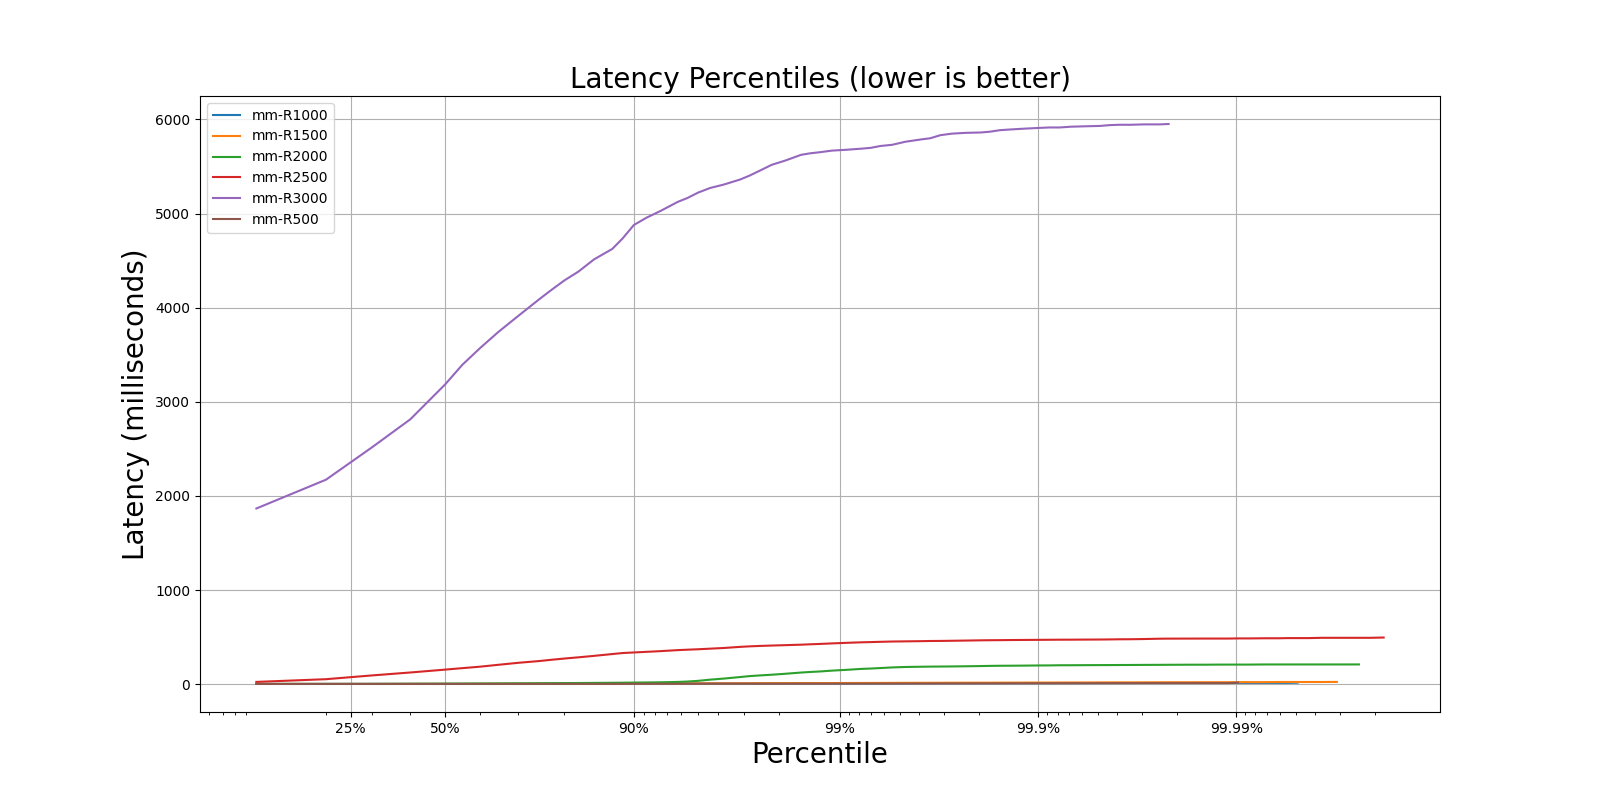 Latency Percentiles (lower is better)
mm-R1000
mm-R1500
mm-R2000
mm-R2500
mm-R3000
mm-R500
6000
5000
4000
3000
2000
1000
0
Latency (milliseconds)
25% 50% 90% 99% 99.9% 99.99%
Percentile